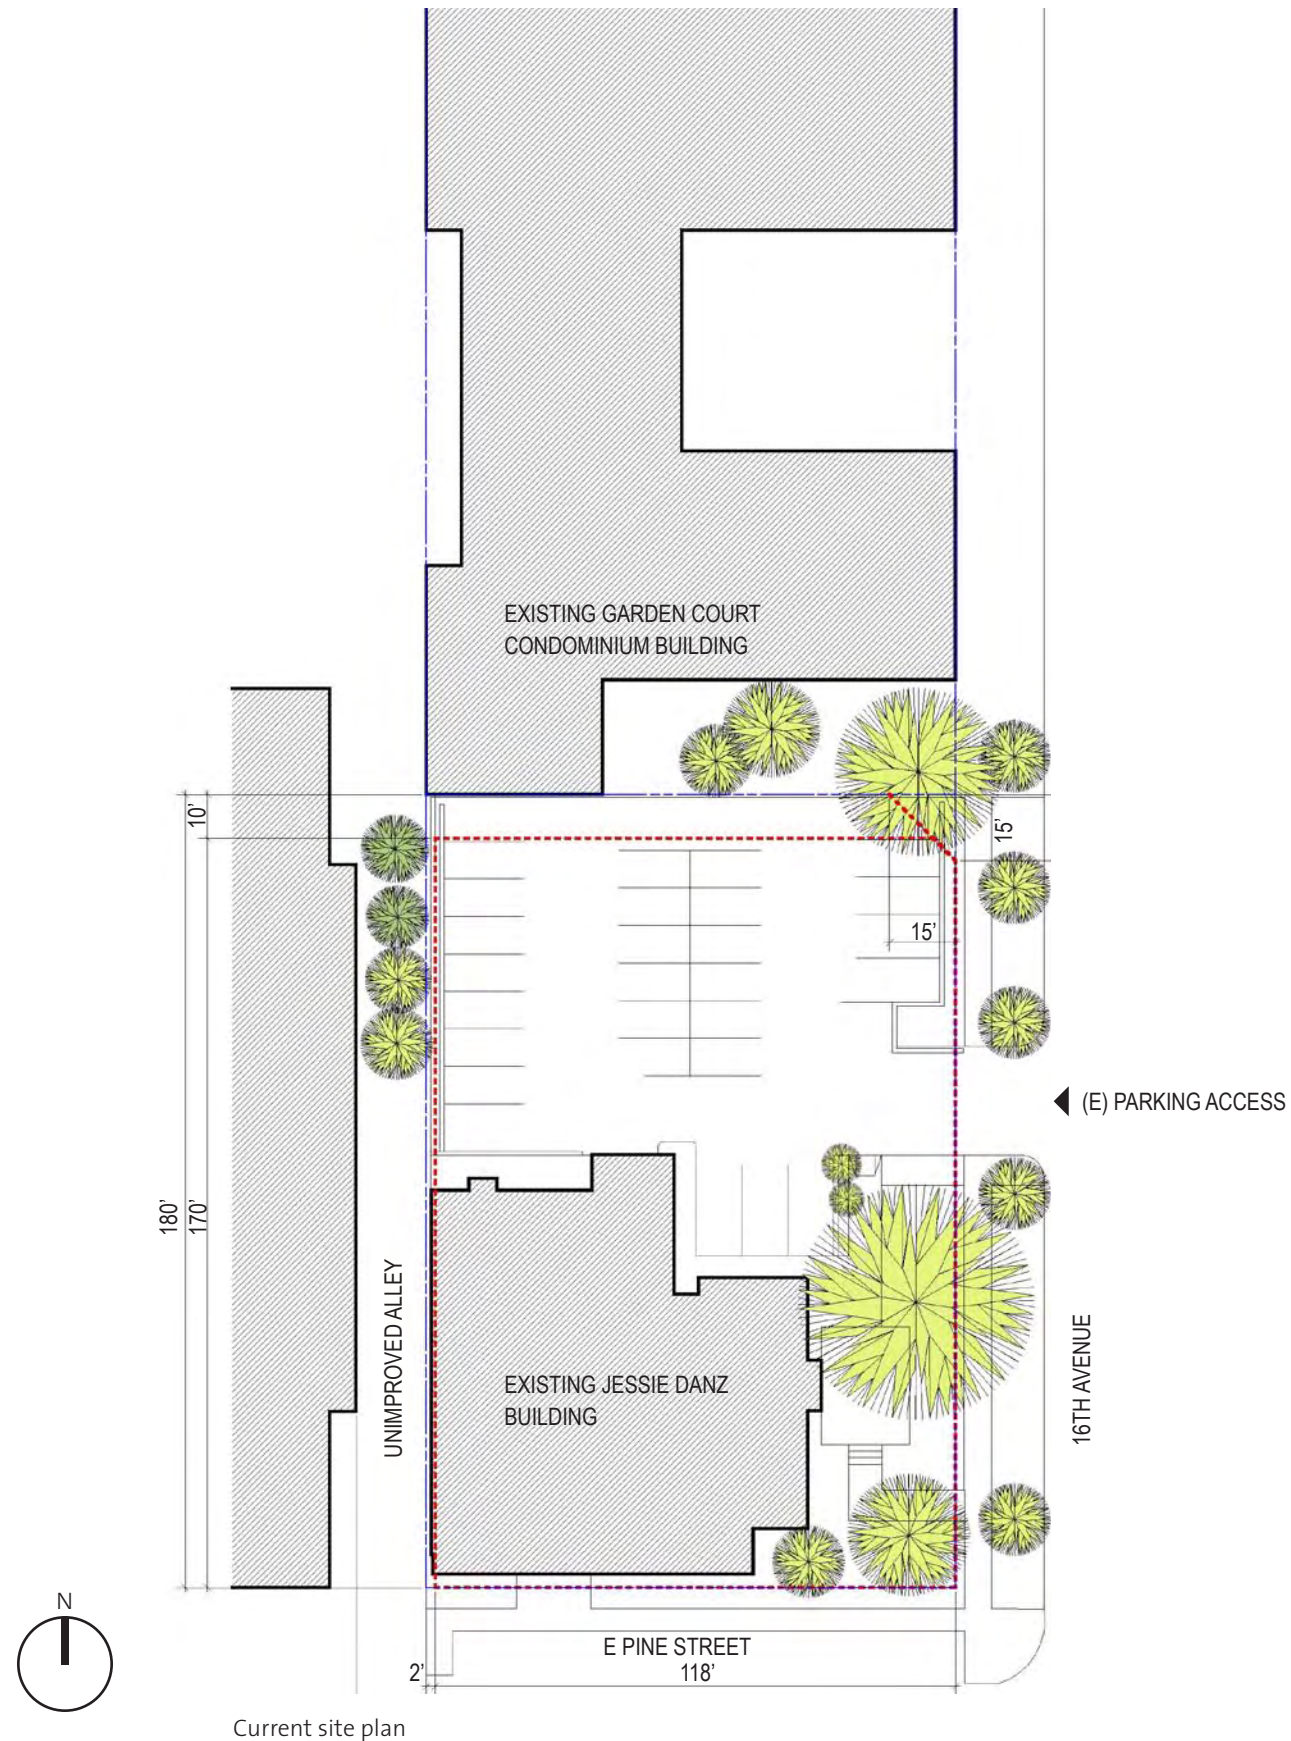 EXISTING GARDEN COURT
CONDOMINIUM BUILDING
10'
15'
15'
(E) PARKING ACCESS
180'
170'
UNIMPROVED ALLEY
EXISTING JESSIE DANZ
BUILDING
16TH AVENUE
N
E PINE STREET
2'
118'
Current site plan